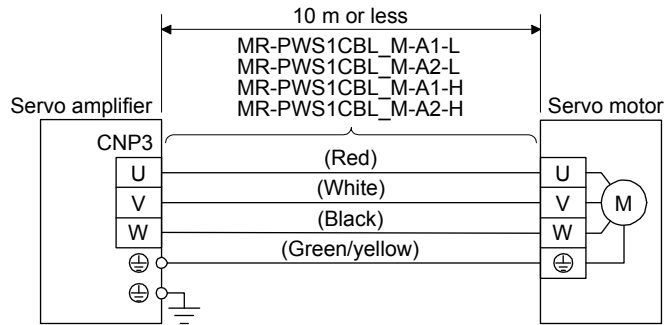 10 m or less
MR-PWS1CBL_M-A1-L
MR-PWS1CBL_M-A2-L
MR-PWS1CBL_M-A1-H
MR-PWS1CBL_M-A2-H
Servo amplifier
Servo motor
CNP3
(Red)
U
U
(White)
V
V
M
(Black)
W
W
(Green/yellow)